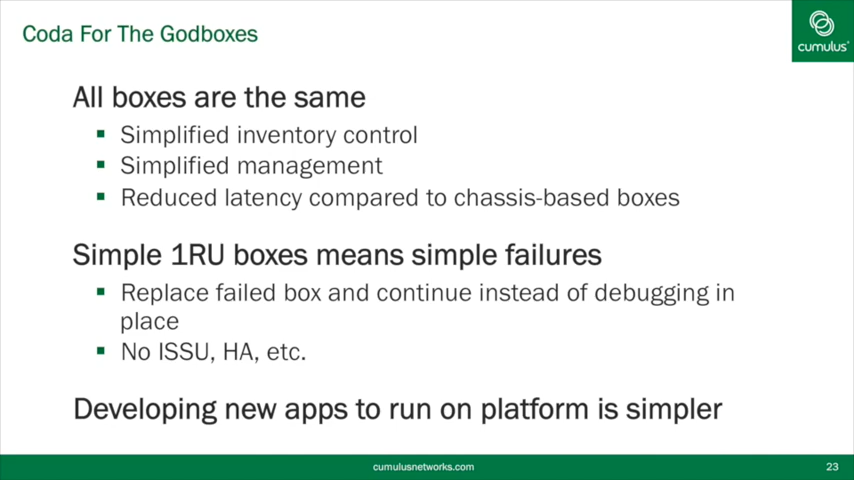 Coda For The Godboxes
cumulus
All boxes are the same
Simplified inventory control
Simplified management
Reduced latency compared to chassis-based boxes
Simple 1RU boxes means simple failures
Replace failed box and continue instead of debugging in
place
No ISSU, HA, etc.
Developing new apps to run on platform is simpler
cumulusnetworks.com
23